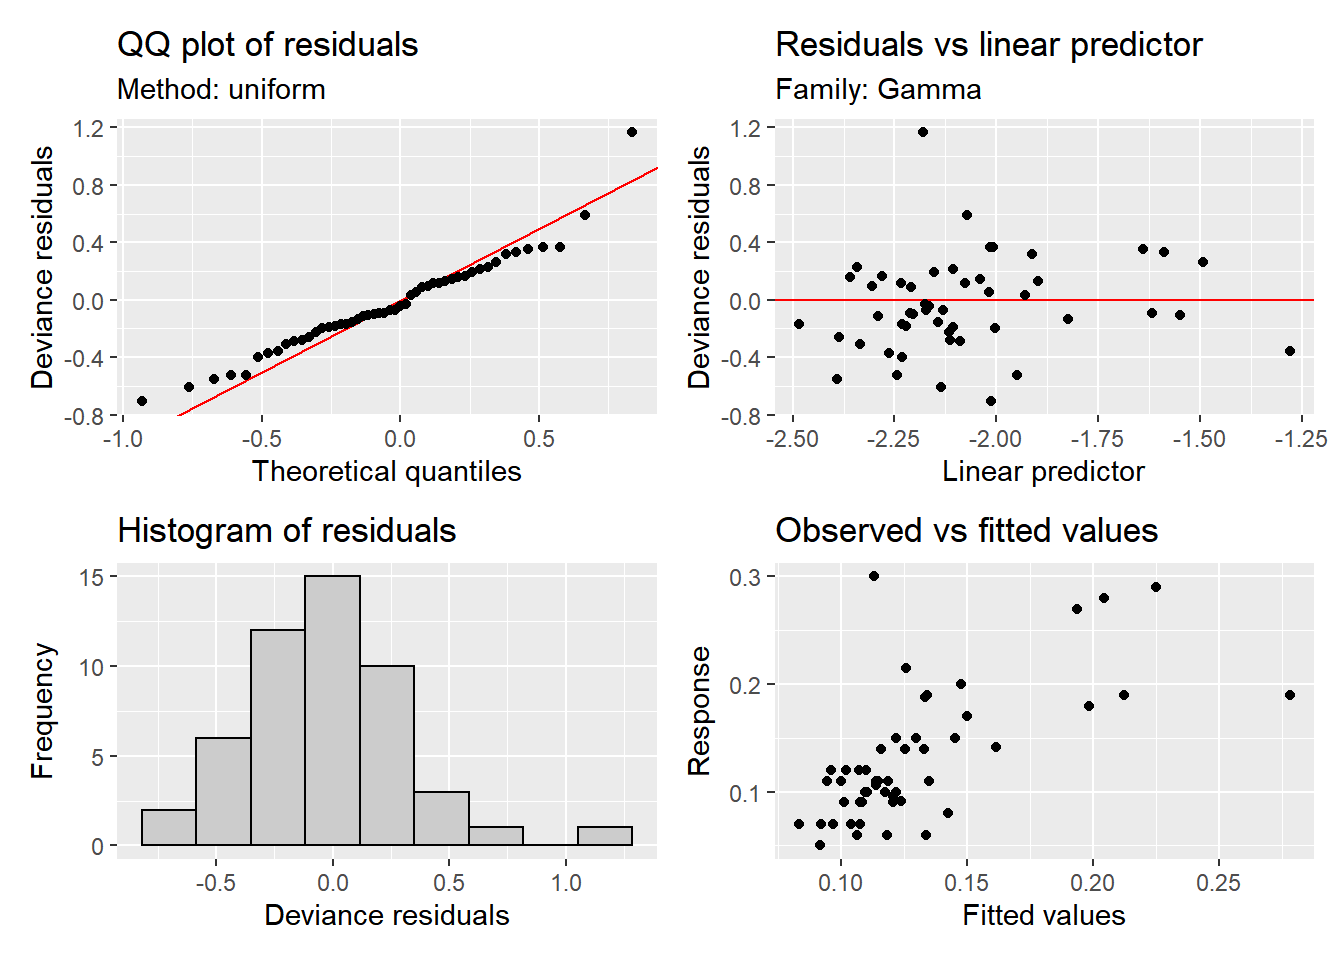 QQ plot of residuals
Method: uniform
1.2
0.8
0.4
0.0
-0.4
-0.8
Deviance residuals
-1.0 -0.5 0.0 0.5
Theoretical quantiles
Residuals vs linear predictor
Family: Gamma
1.2
0.8
0.4
0.0
-0.4
-0.8
Deviance residuals
-2.50 -2.25 -2.00 -1.75 -1.50 -1.25
Linear predictor
Histogram of residuals
15
10
5
0
Frequency
-0.5 0.0 0.5 1.0
Deviance residuals
Observed vs fitted values
0.3
0.2
0.1
Response
0.10 0.15 0.20 0.25
Fitted values